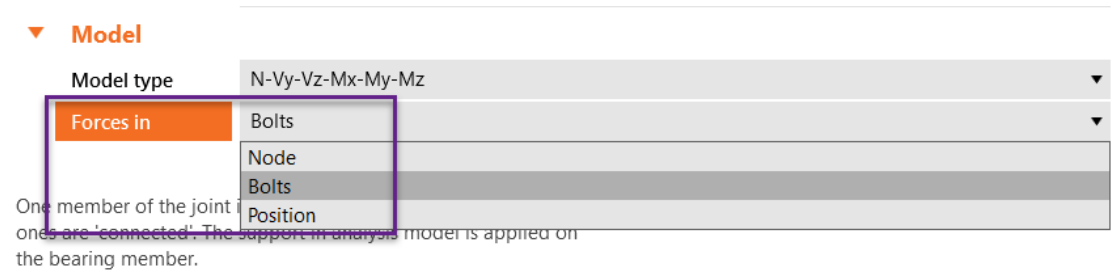 Model
Model type N-Vy-Vz-Mx-My-Mz
Forces in Bolts
Node
Bolts
Position
One member of the joint i
ones are 'connected'. The support in analysis model is applied on
the bearing member.